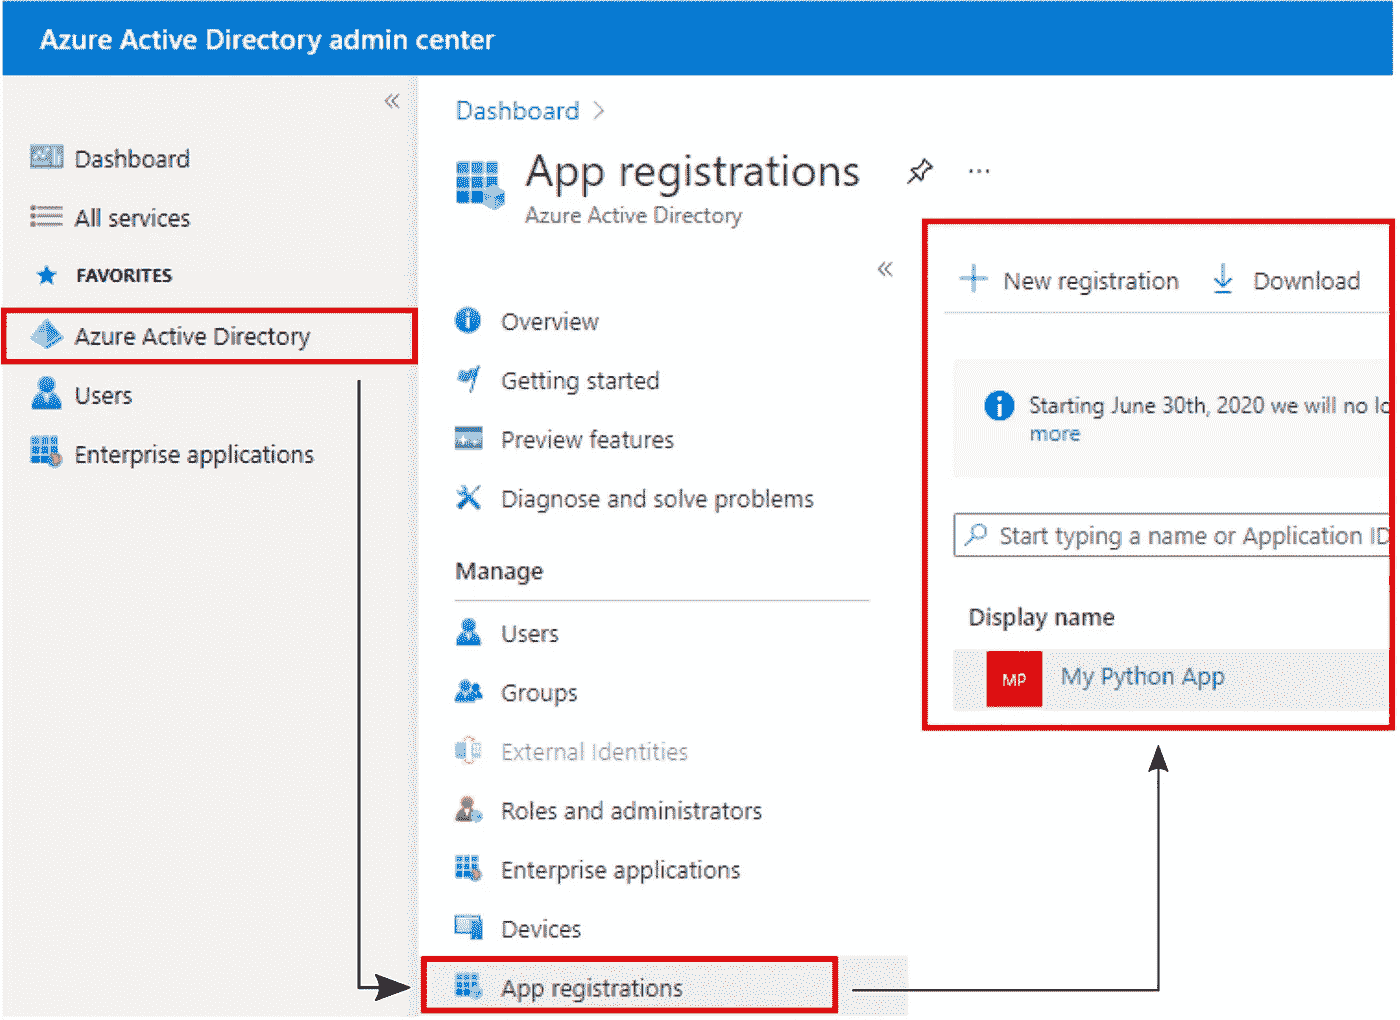 Azure Active Directory admin center
Dashboard
All services
FAVORITES
Azure Active Directory
Users
Enterprise applications
Dashboard
App registrations
Azure Active Directory
Overview
Getting started
Preview features
Diagnose and solve problems
Manage
Users
Groups
External Identities
Roles and administrators
Enterprise applications
Devices
App registrations
New registration
Download
Starting June 30th, 2020 we will no lo
more
Start typing a name or Application ID
Display name
MP
My Python App